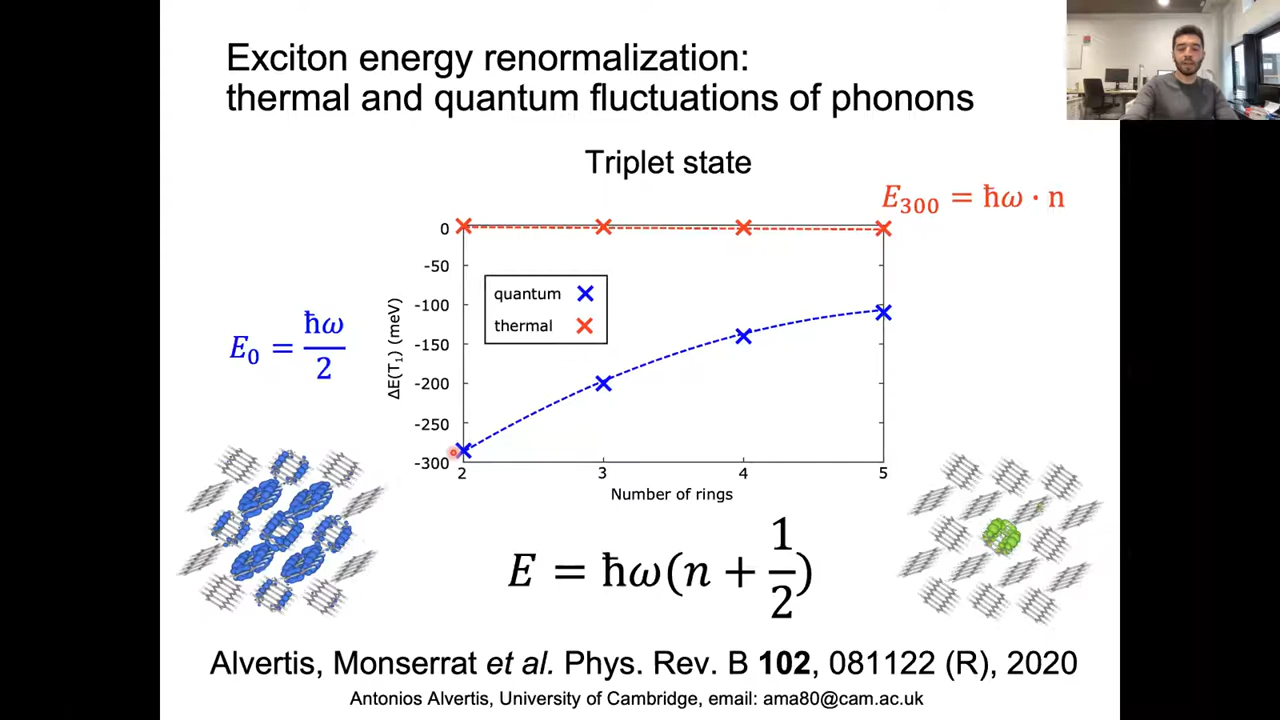 Exciton energy renormalization:
thermal and quantum fluctuations of phonons
Triplet state
E₃₀₀ = ħω · n
0
-50
-100
-150
-200
-250
-300
ΔE(T₁) (meV)
quantum
thermal
2
3
4
5
Number of rings
E₀ = ħω/2
E = ħω(n + 1/2)
Alvertis, Monserrat et al. Phys. Rev. B 102, 081122 (R), 2020
Antonios Alvertis, University of Cambridge, email: ama80@cam.ac.uk